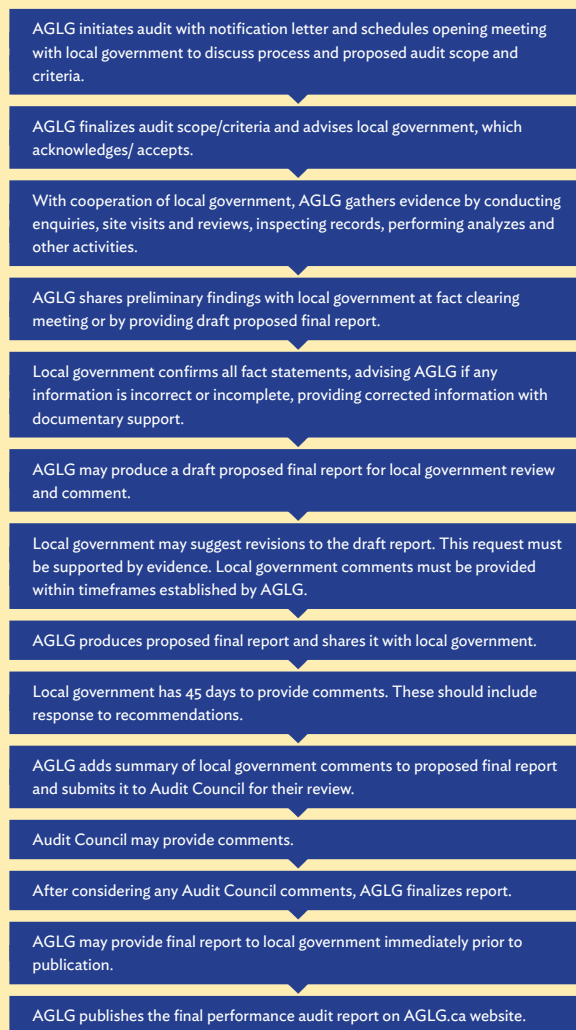 AGLG initiates audit with notification letter and schedules opening meeting
with local government to discuss process and proposed audit scope and
criteria.
AGLG finalizes audit scope/criteria and advises local government, which
acknowledges/ accepts.
With cooperation of local government, AGLG gathers evidence by conducting
enquiries, site visits and reviews, inspecting records, performing analyzes and
other activities.
AGLG shares preliminary findings with local government at fact clearing
meeting or by providing draft proposed final report.
Local government confirms all fact statements, advising AGLG if any
information is incorrect or incomplete, providing corrected information with
documentary support.
AGLG may produce a draft proposed final report for local government review
and comment.
Local government may suggest revisions to the draft report. This request must
be supported by evidence. Local government comments must be provided
within timeframes established by AGLG.
AGLG produces proposed final report and shares it with local government.
Local government has 45 days to provide comments. These should include
response to recommendations.
AGLG adds summary of local government comments to proposed final report
and submits it to Audit Council for their review.
Audit Council may provide comments.
After considering any Audit Council comments, AGLG finalizes report.
AGLG may provide final report to local government immediately prior to
publication.
AGLG publishes the final performance audit report on AGLG.ca website.